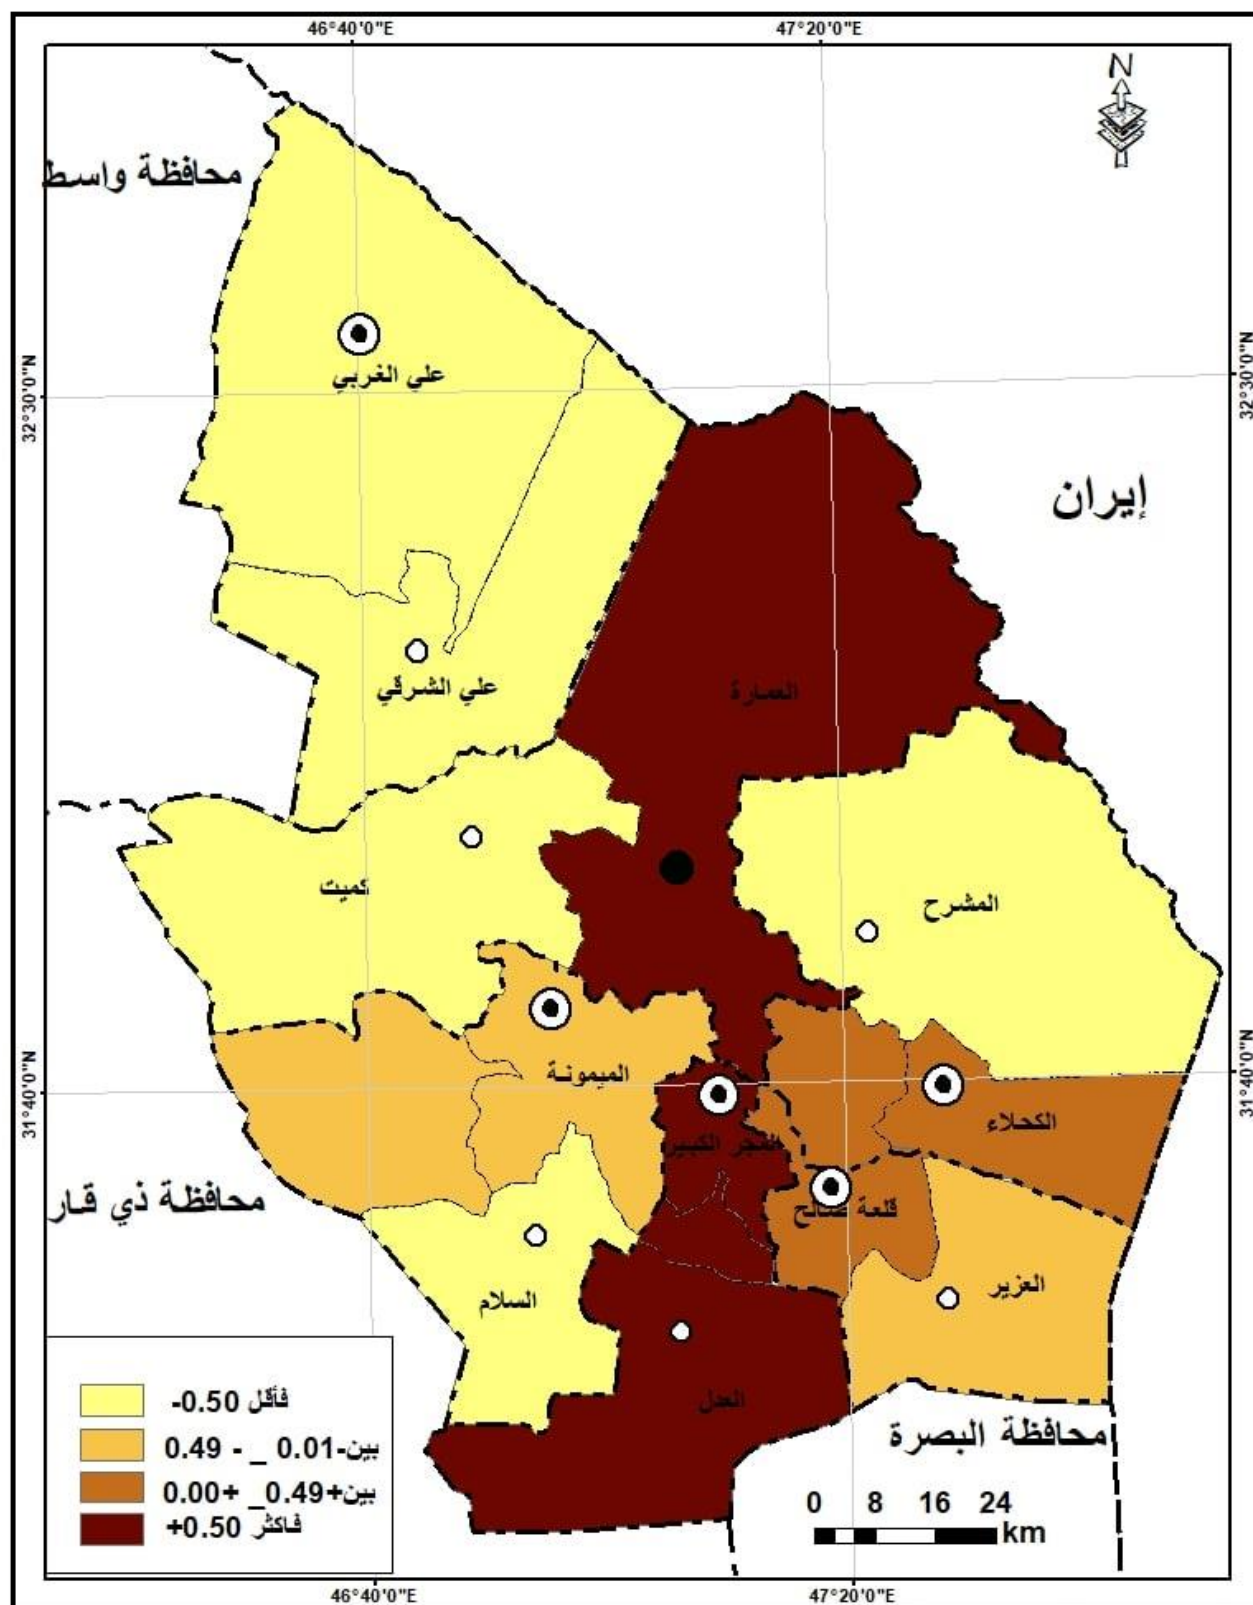 46°40'0"E
47°20'0"E
N
محافظة واسط
علي الغربي
32°30'0"N
32°30'0"N
إيران
العمارة
علي الشرقي
كميت
المشرح
الميمونة
31°40'0"N
31°40'0"N
المجر الكبير
الكحلاء
محافظة ذي قار
قلعة صالح
العزير
السلام
العدل
محافظة البصرة
-0.50 فأقل
بين-0.01 _ - 0.49
بين+0.49_ +0.00
+0.50 فاكثر
0 8 16 24
km
46°40'0"E
47°20'0"E